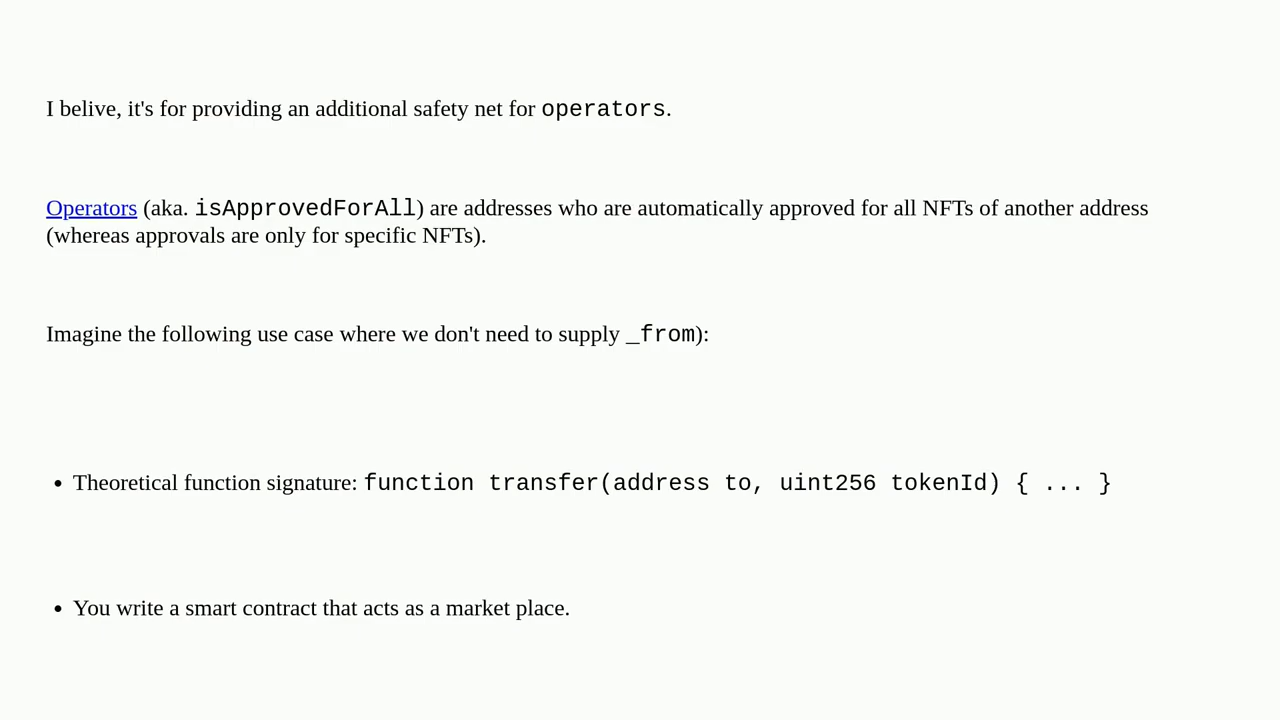 I belive, it's for providing an additional safety net for operators.
Operators (aka. isApprovedForAll) are addresses who are automatically approved for all NFTs of another address
(whereas approvals are only for specific NFTs).
Imagine the following use case where we don't need to supply _from):
• Theoretical function signature: function transfer(address to, uint256 tokenId) { ... }
• You write a smart contract that acts as a market place.